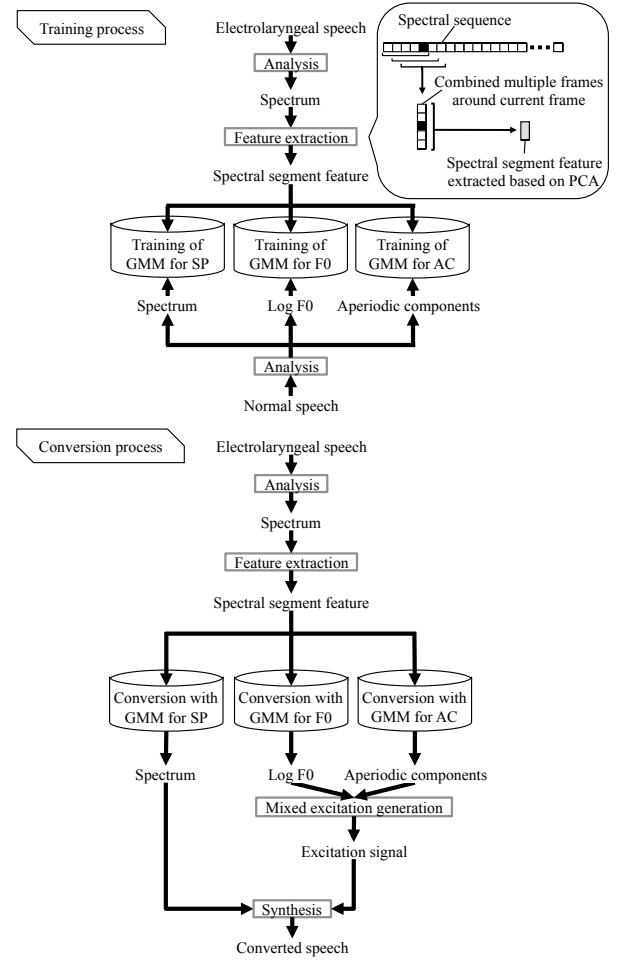 Training process
Electrolaryngeal speech
Analysis
Spectrum
Feature extraction
Spectral segment feature
Spectral sequence
Combined multiple frames
around current frame
Spectral segment feature
extracted based on PCA
Training of
GMM for SP
Training of
GMM for F0
Training of
GMM for AC
Spectrum
Log F0
Aperiodic components
Analysis
Normal speech
Conversion process
Electrolaryngeal speech
Analysis
Spectrum
Feature extraction
Spectral segment feature
Conversion with
GMM for SP
Conversion with
GMM for F0
Conversion with
GMM for AC
Spectrum
Log F0
Aperiodic components
Mixed excitation generation
Excitation signal
Synthesis
Converted speech